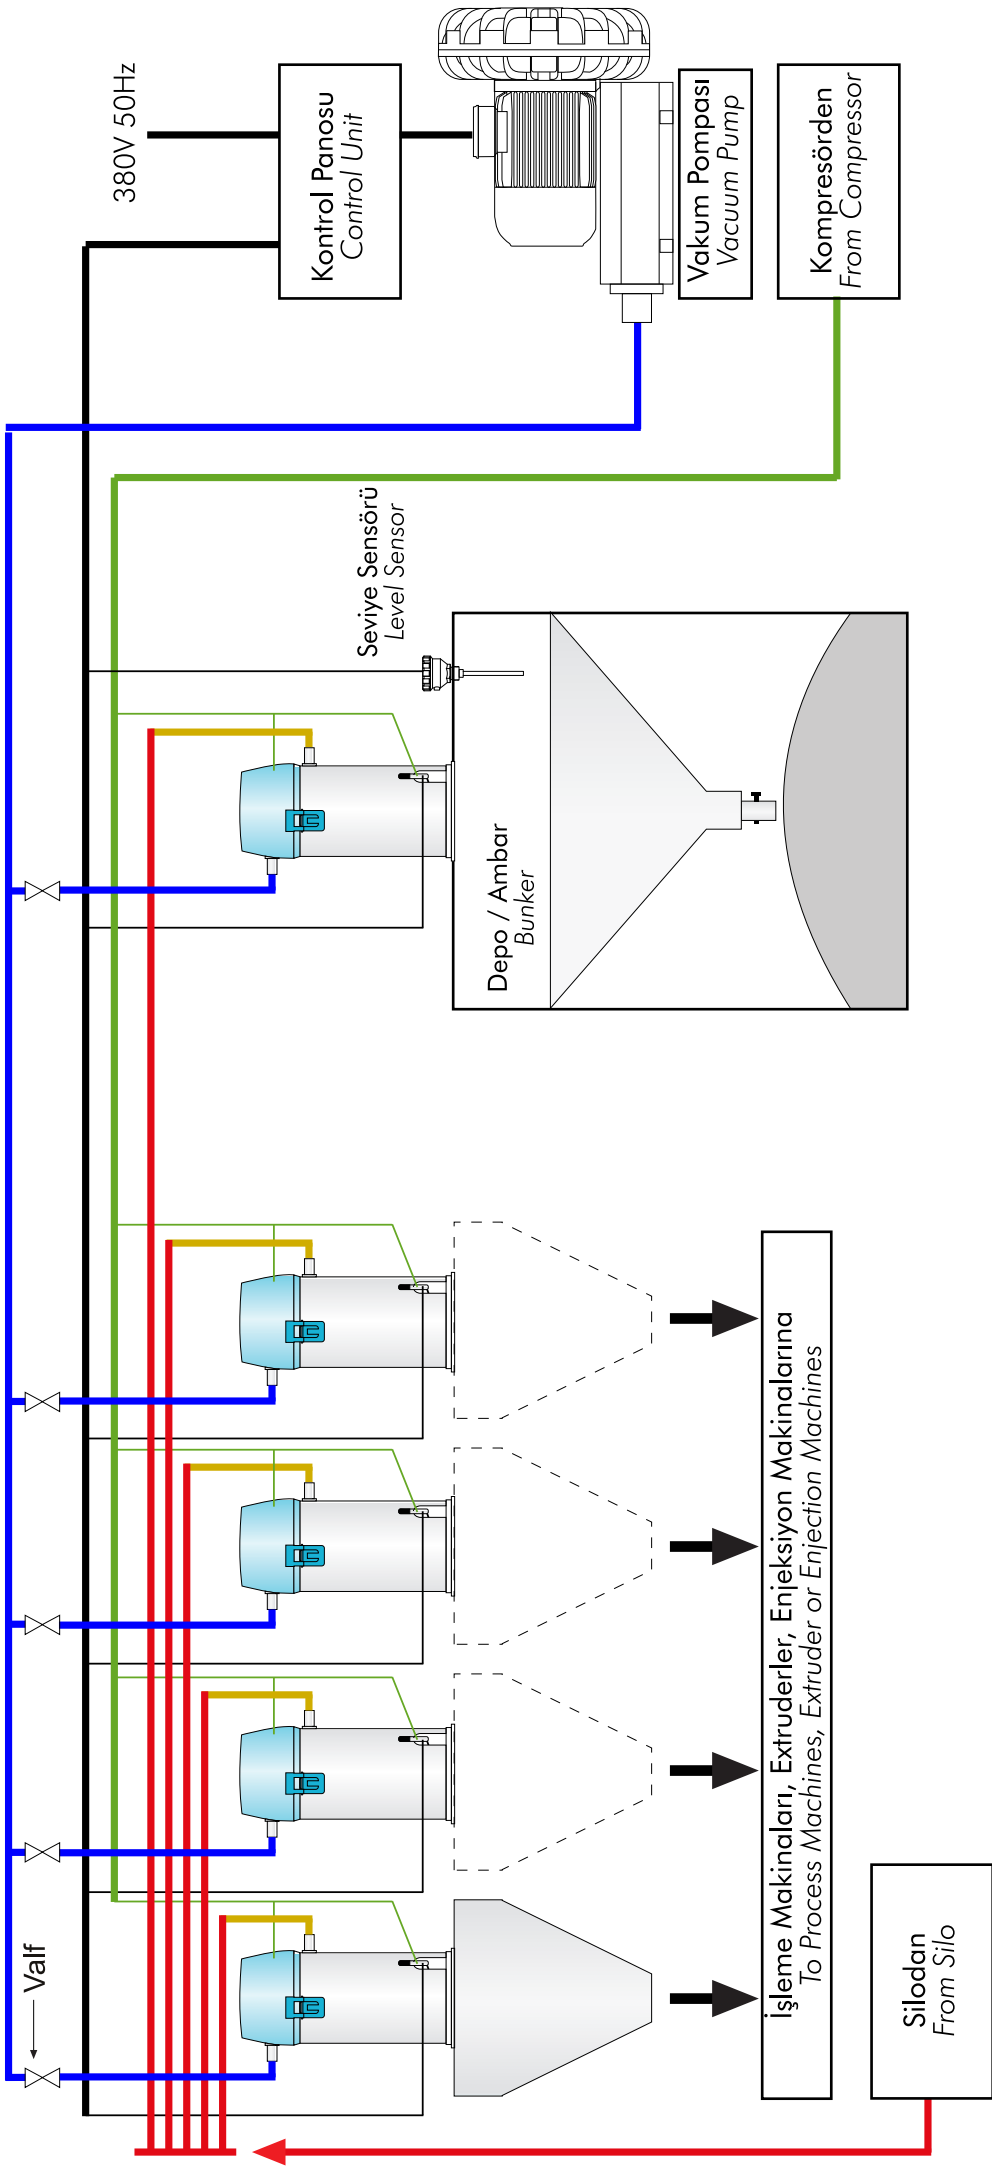 380V 50Hz
Kontrol Panosu
Control Unit
Vakum Pompası
Vacuum Pump
Kompresörden
From Compressor
Seviye Sensörü
Level Sensor
Depo / Ambar
Bunker
İşleme Makinaları, Extruderler, Enjeksiyon Makinalarına
To Process Machines, Extruder or Enjection Machines
Valf
Silodan
From Silo